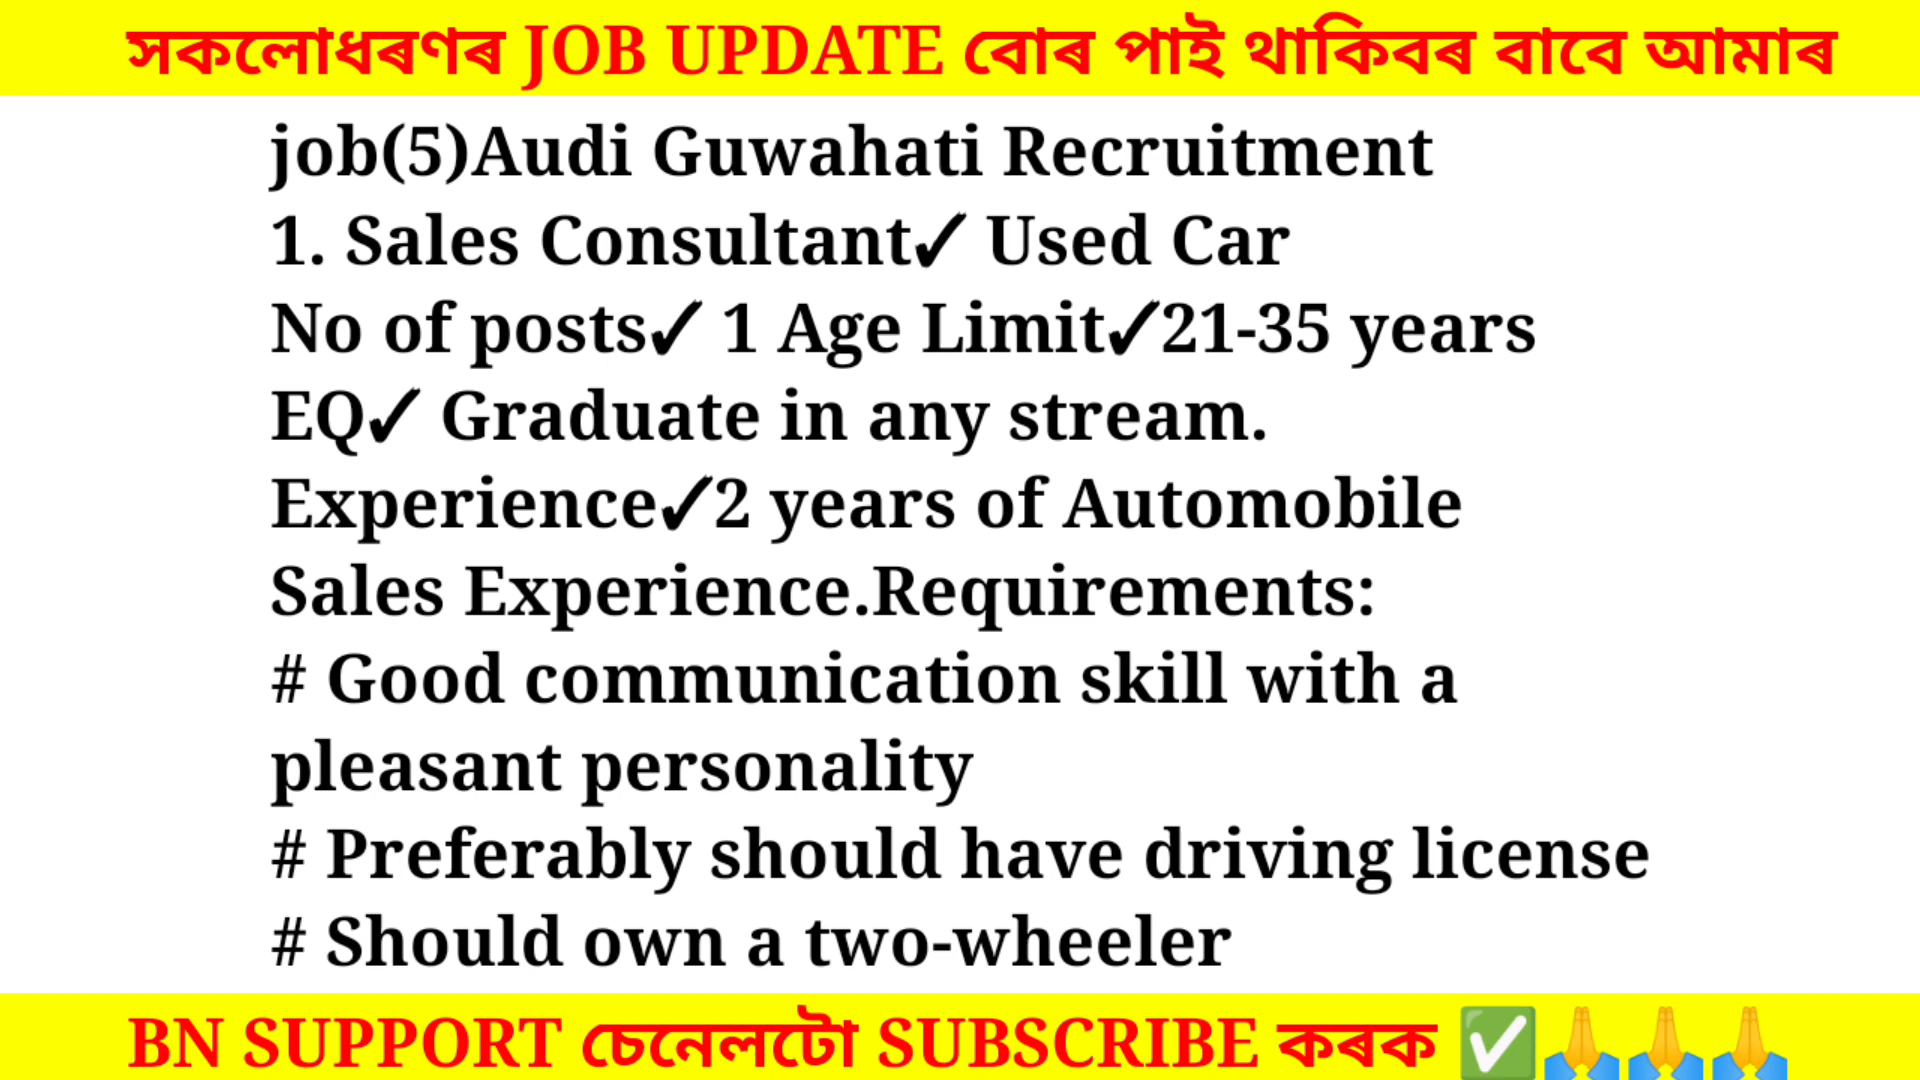 সকলোধৰণৰ JOB UPDATE বোৰ পাই থাকিবৰ বাবে আমাৰ
job(5)Audi Guwahati Recruitment
1. Sales Consultant✓ Used Car
No of posts✓ 1 Age Limit✓21-35 years
EQ✓ Graduate in any stream.
Experience✓2 years of Automobile
Sales Experience.Requirements:
# Good communication skill with a
pleasant personality
# Preferably should have driving license
# Should own a two-wheeler
BN SUPPORT চেনেলটো SUBSCRIBE কৰক ✅🙏🙏🙏